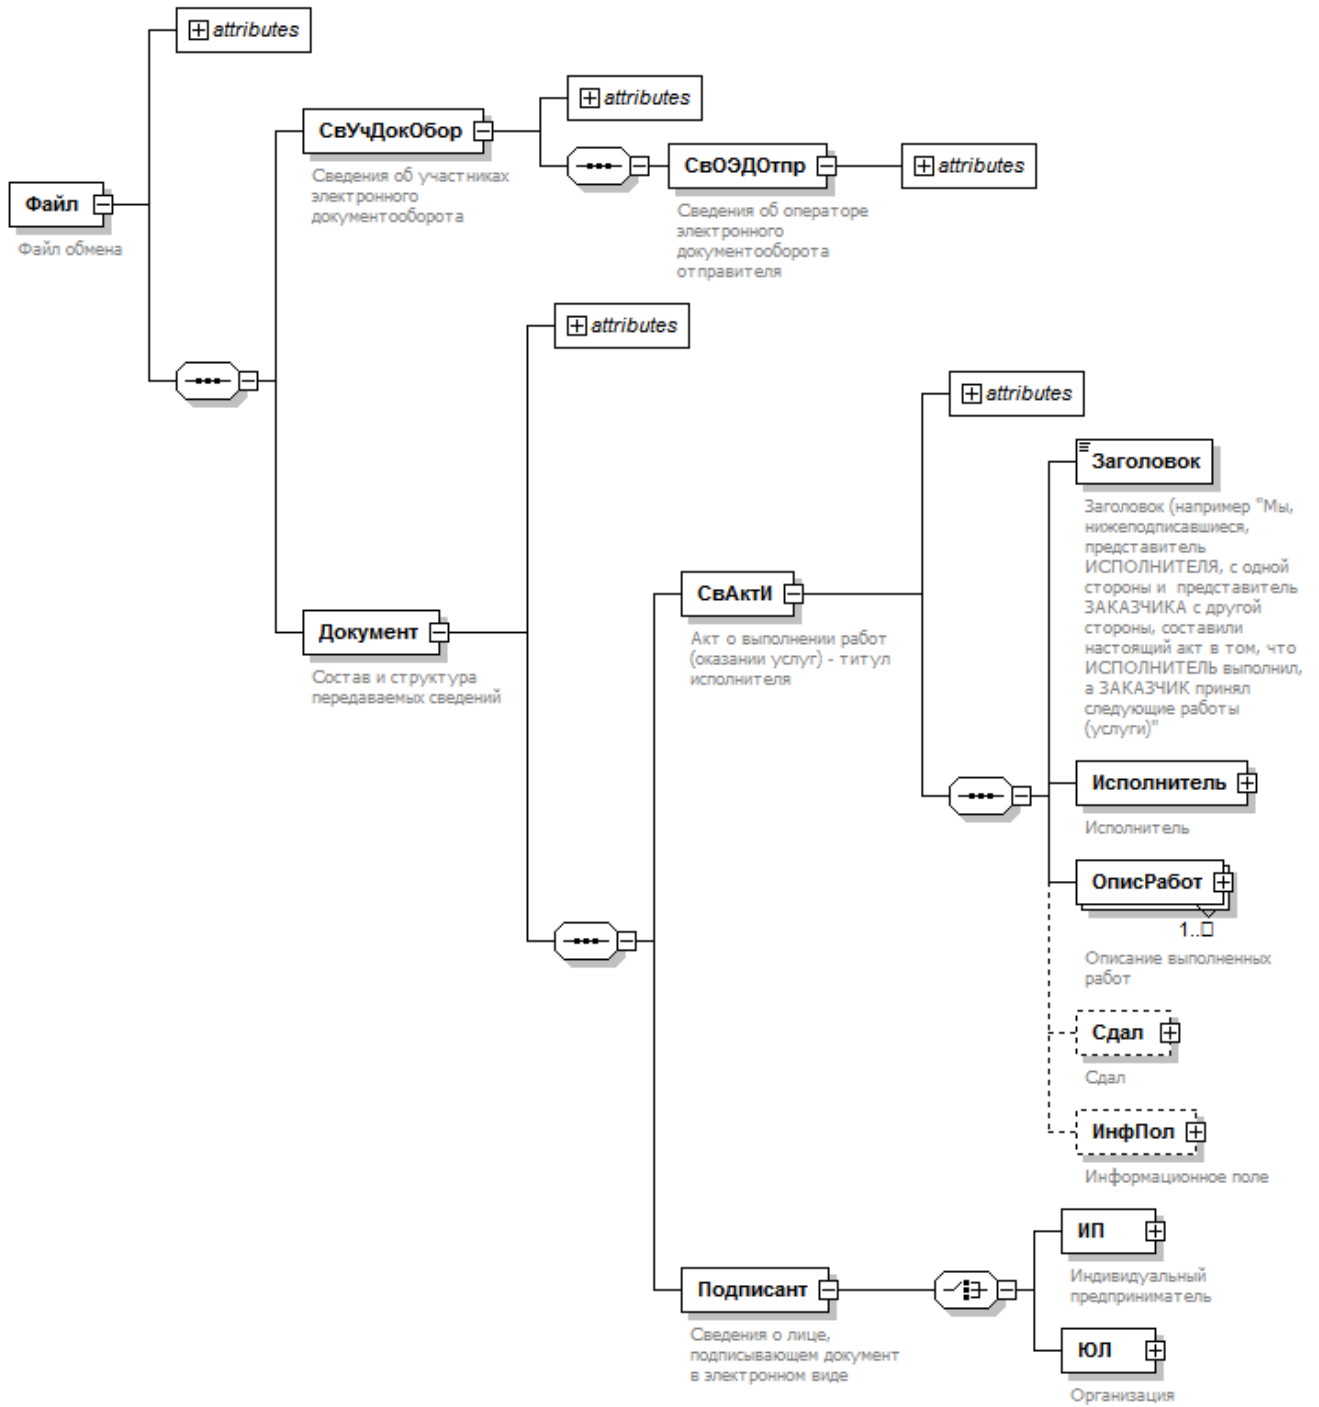 attributes
attributes
СвУчДокОбор
Сведения об участниках
электронного
документооборота
СвОЭДОтпр
attributes
Сведения об операторе
электронного
документооборота
отправителя
Файл
Файл обмена
attributes
attributes
Заголовок
Заголовок (например "Мы,
нижеподписавшиеся,
представитель
ИСПОЛНИТЕЛЯ, с одной
стороны и представитель
ЗАКАЗЧИКА с другой
стороны, составили
настоящий акт в том, что
ИСПОЛНИТЕЛЬ выполнил,
а ЗАКАЗЧИК принял
следующие работы
(услуги)"
СвАктИ
Акт о выполнении работ
(оказании услуг) - титул
исполнителя
Документ
Состав и структура
передаваемых сведений
Исполнитель
Исполнитель
ОписРабот
1..□
Описание выполненных
работ
Сдал
Сдал
ИнфПол
Информационное поле
ИП
Индивидуальный
предприниматель
Подписант
Сведения о лице,
подписывающем документ
в электронном виде
ЮЛ
Организация